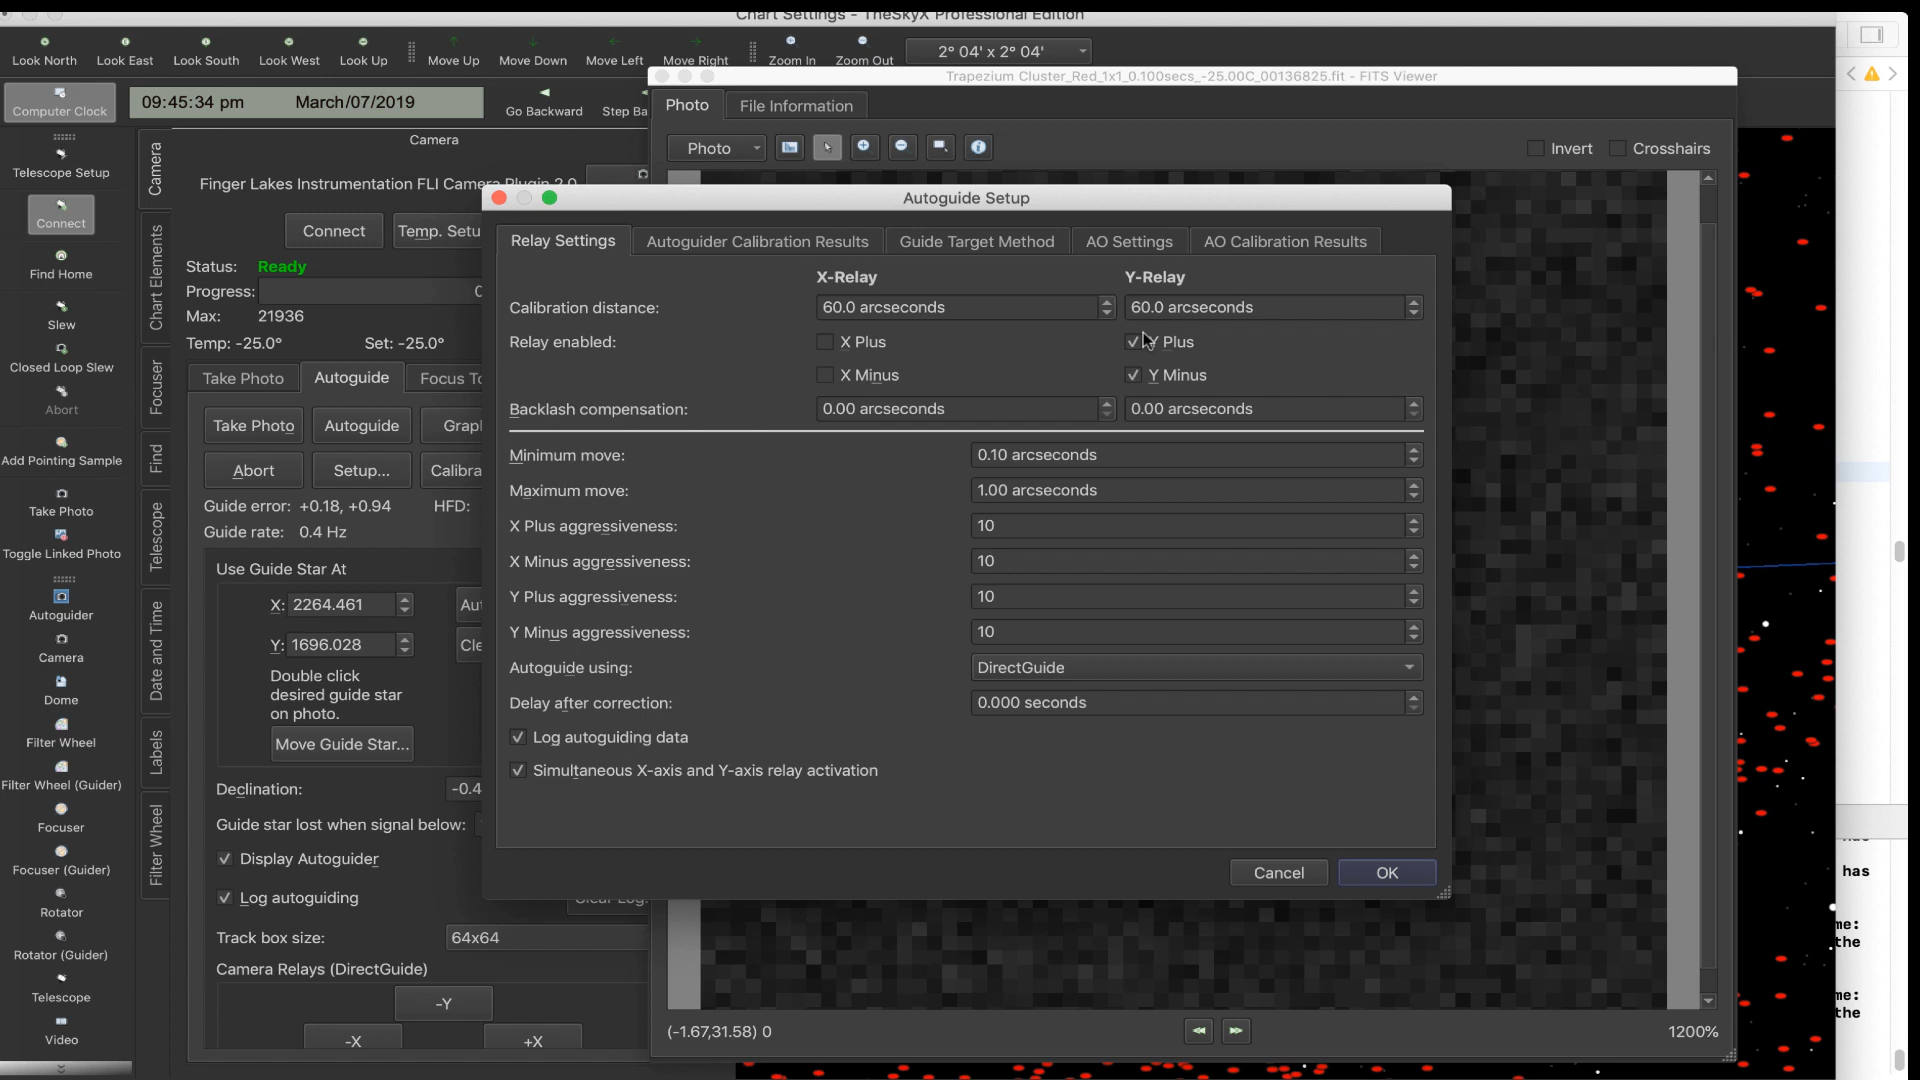 Chart Settings - TheSkyX Professional Edition
Look North
Look East
Look South
Look West
Look Up
Move Up
Move Down
Move Left
Move Right
Zoom In
Zoom Out
2° 04' x 2° 04'
Trapezium Cluster_Red_1x1_0.100secs_-25.00C_00136825.fit - FITS Viewer
Computer Clock
09:45:34 pm
March/07/2019
Go Backward
Step Ba
Photo
File Information
Photo
Invert
Crosshairs
Telescope Setup
Connect
Find Home
Slew
Closed Loop Slew
Abort
Add Pointing Sample
Take Photo
Toggle Linked Photo
Autoguider
Camera
Dome
Filter Wheel
Filter Wheel (Guider)
Focuser
Focuser (Guider)
Rotator
Rotator (Guider)
Telescope
Video
Camera
Chart Elements
Focuser
Find
Telescope
Date and Time
Labels
Filter Wheel
Camera
Finger Lakes Instrumentation FLI Camera Plugin 2.0
Connect
Temp. Setu
Status: Ready
Progress:
Max: 21936
Temp: -25.0°
Set: -25.0°
Take Photo
Autoguide
Focus To
Take Photo
Autoguide
Grap
Abort
Setup...
Calibra
Guide error: +0.18, +0.94
HFD:
Guide rate: 0.4 Hz
Use Guide Star At
X: 2264.461
Aut
Y: 1696.028
Cle
Double click
desired guide star
on photo.
Move Guide Star...
Declination:
-0.4
Guide star lost when signal below:
Display Autoguider
Log autoguiding
Clear Log
Track box size:
64x64
Camera Relays (DirectGuide)
-Y
-X
+X
Autoguide Setup
Relay Settings
Autoguider Calibration Results
Guide Target Method
AO Settings
AO Calibration Results
X-Relay
Y-Relay
Calibration distance:
60.0 arcseconds
60.0 arcseconds
Relay enabled:
X Plus
Y Plus
X Minus
Y Minus
Backlash compensation:
0.00 arcseconds
0.00 arcseconds
Minimum move:
0.10 arcseconds
Maximum move:
1.00 arcseconds
X Plus aggressiveness:
10
X Minus aggressiveness:
10
Y Plus aggressiveness:
10
Y Minus aggressiveness:
10
Autoguide using:
DirectGuide
Delay after correction:
0.000 seconds
Log autoguiding data
Simultaneous X-axis and Y-axis relay activation
Cancel
OK
(-1.67,31.58) 0
1200%
has
me:
the
me:
the